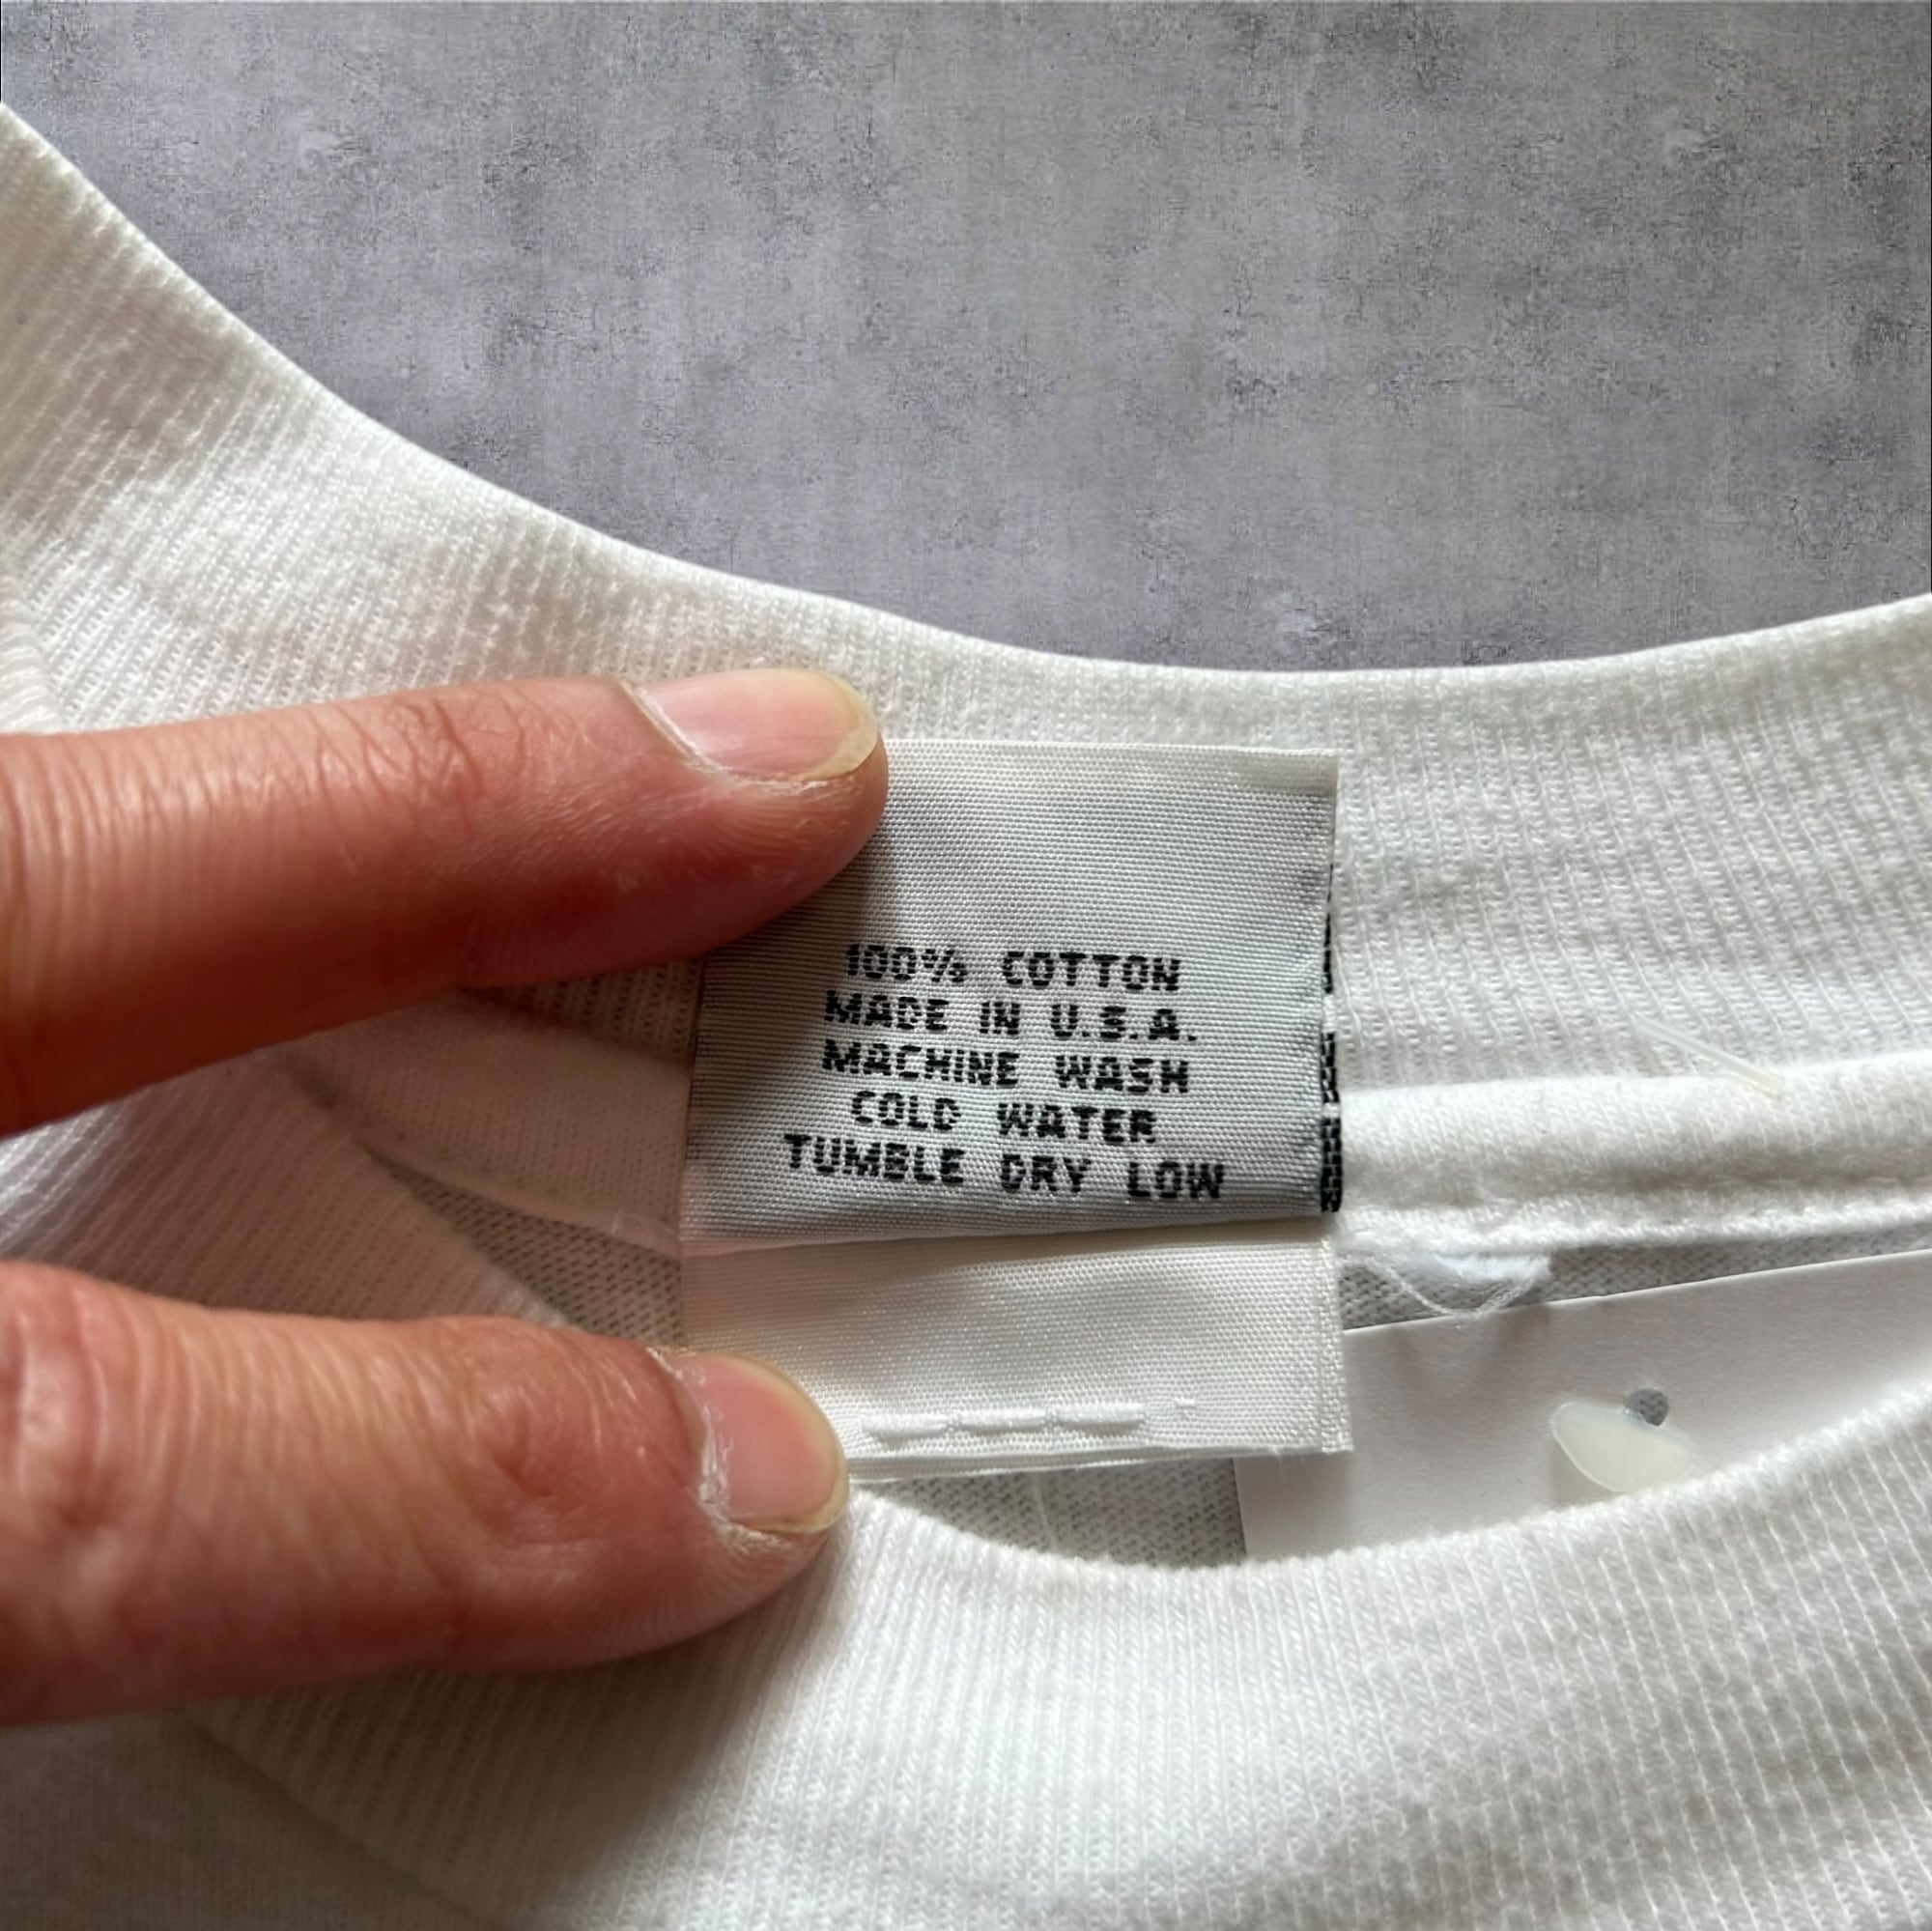 100% COTTON
MADE IN U.S.A.
MACHINE WASH
COLD WATER
TUMBLE DRY LOW